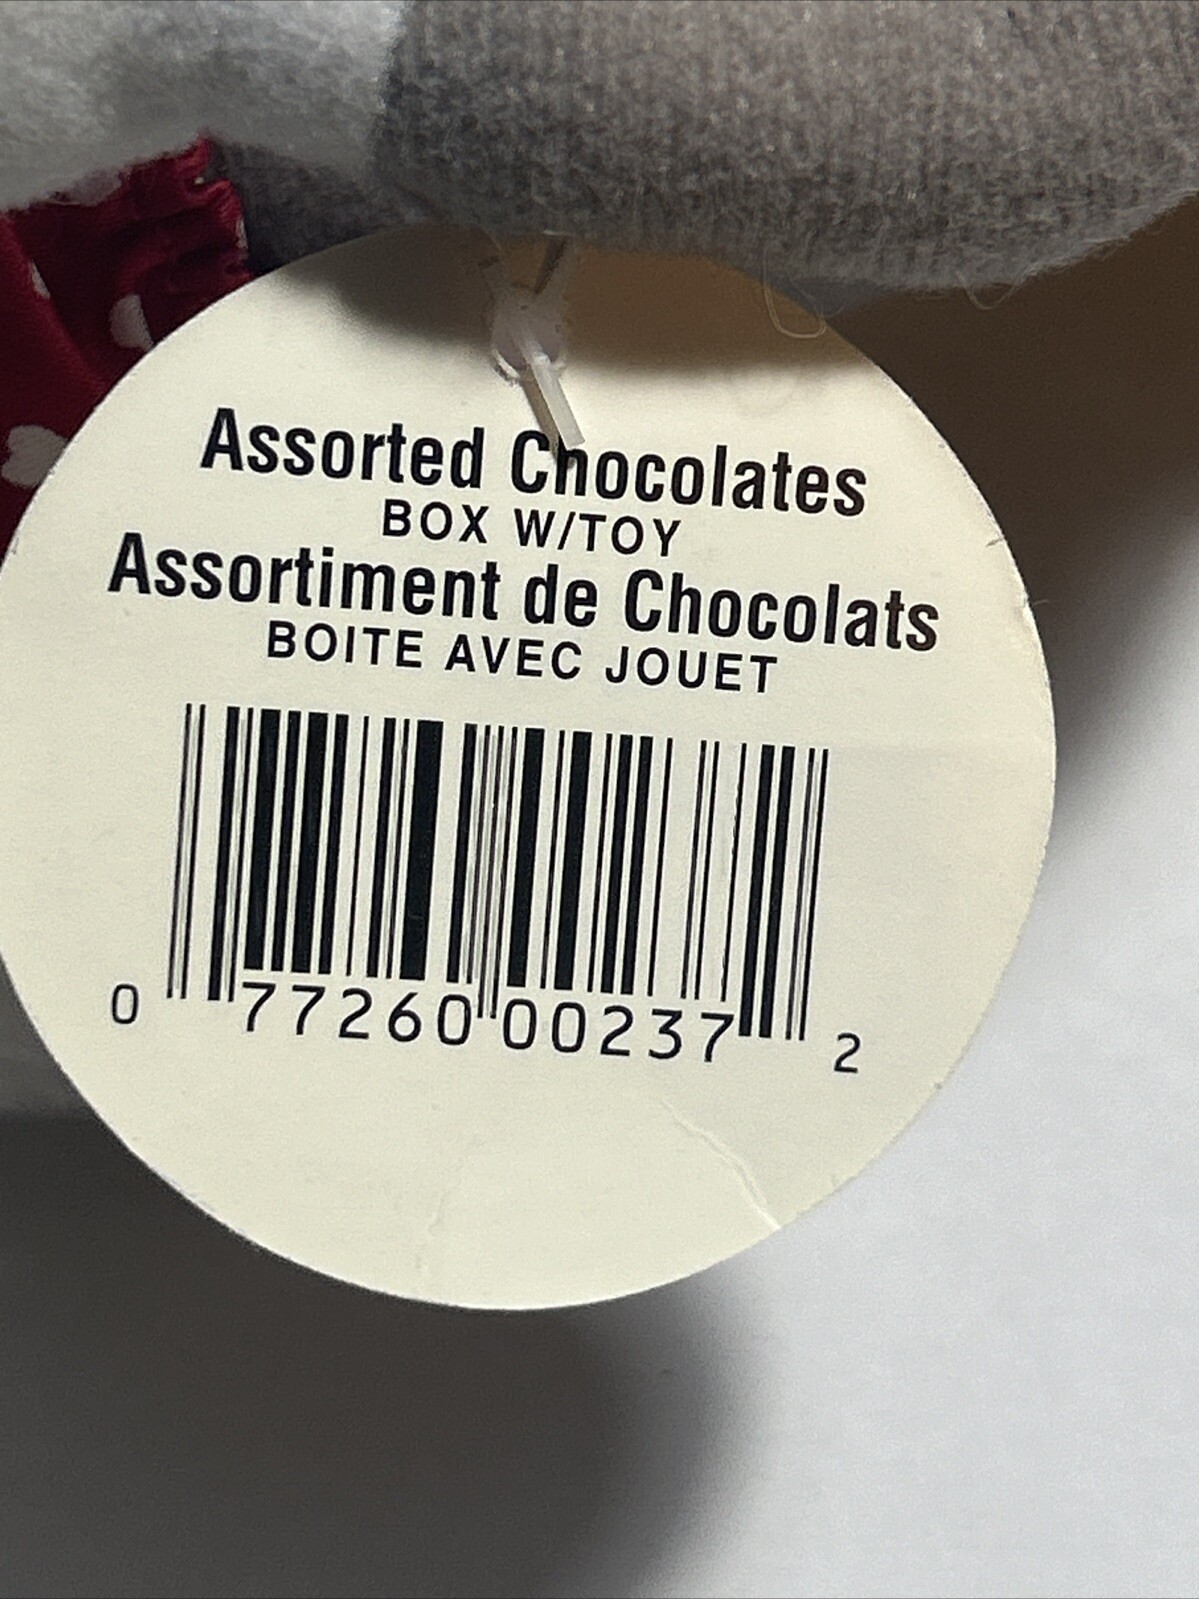 Assorted Chocolates
BOX W/TOY
Assortiment de Chocolats
BOITE AVEC JOUET
0 77260 00237 2